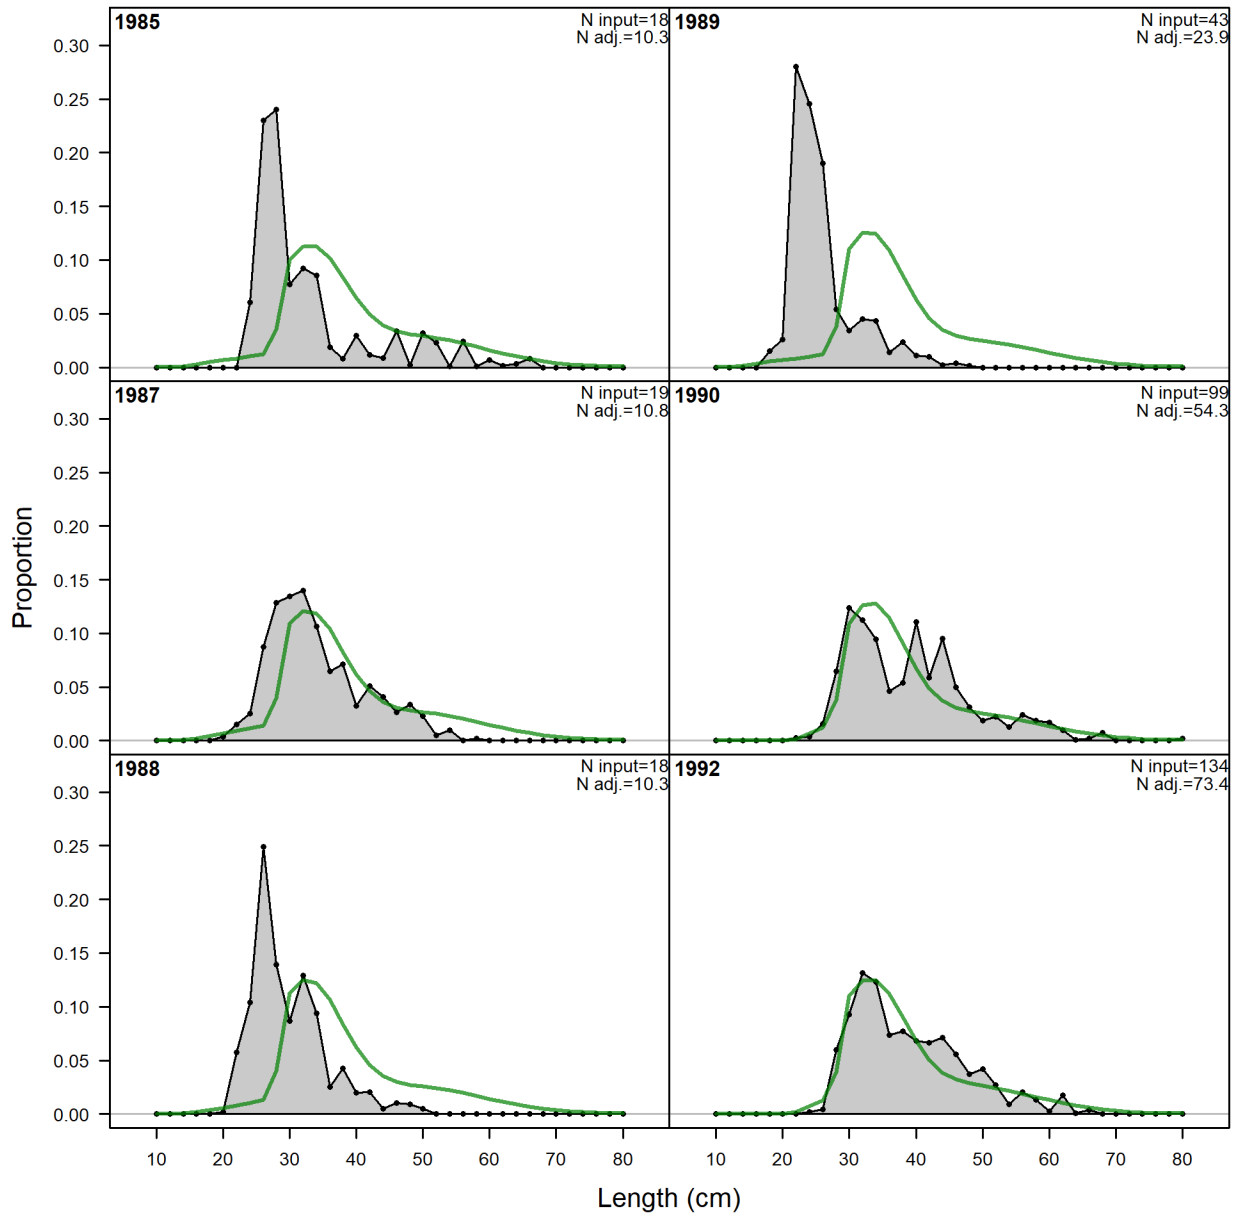 1985
N input=18
N adj.=10.3
1989
N input=43
N adj.=23.9
0.30
0.25
0.20
0.15
0.10
0.05
0.00
1987
N input=19
N adj.=10.8
1990
N input=99
N adj.=54.3
0.30
0.25
0.20
0.15
0.10
0.05
0.00
1988
N input=18
N adj.=10.3
1992
N input=134
N adj.=73.4
0.30
0.25
0.20
0.15
0.10
0.05
0.00
Proportion
10 20 30 40 50 60 70 80 10 20 30 40 50 60 70 80
Length (cm)